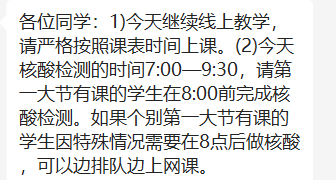 各位同学：1)今天继续线上教学，
请严格按照课表时间上课。(2)今天
核酸检测的时间7:00—9:30，请第
一大节有课的学生在8:00前完成核
酸检测。如果个别第一大节有课的
学生因特殊情况需要在8点后做核酸
，可以边排队边上网课。